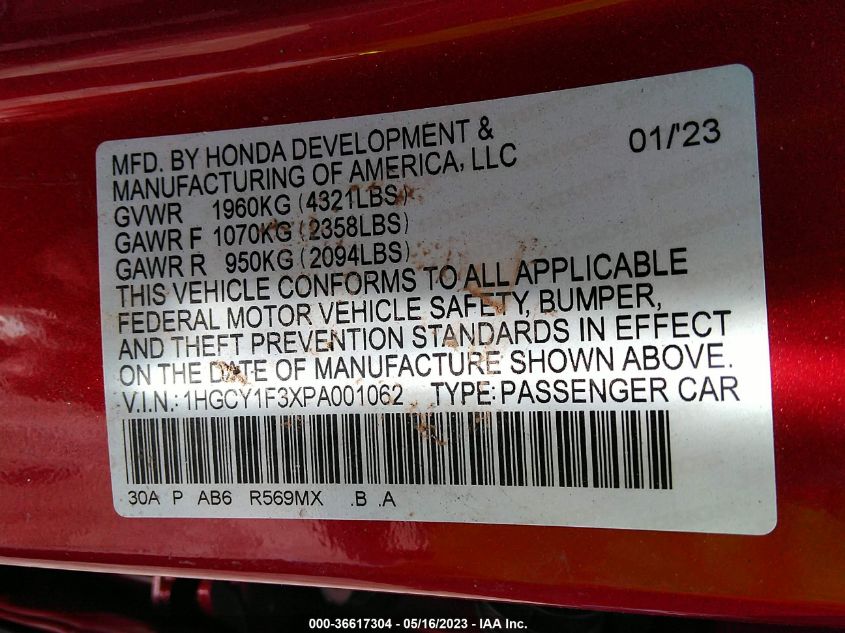 MFD. BY HONDA DEVELOPMENT &
MANUFACTURING OF AMERICA, LLC
01/'23
GVWR 1960KG (4321LBS)
GAWR F 1070KG (2358LBS)
GAWR R 950KG (2094LBS)
THIS VEHICLE CONFORMS TO ALL APPLICABLE
FEDERAL MOTOR VEHICLE SAFETY, BUMPER,
AND THEFT PREVENTION STANDARDS IN EFFECT
ON THE DATE OF MANUFACTURE SHOWN ABOVE.
V.I.N.: 1HGCY1F3XPA001062 TYPE: PASSENGER CAR
30A P AB6 R569MX .B .A
000-36617304 - 05/16/2023 - IAA Inc.